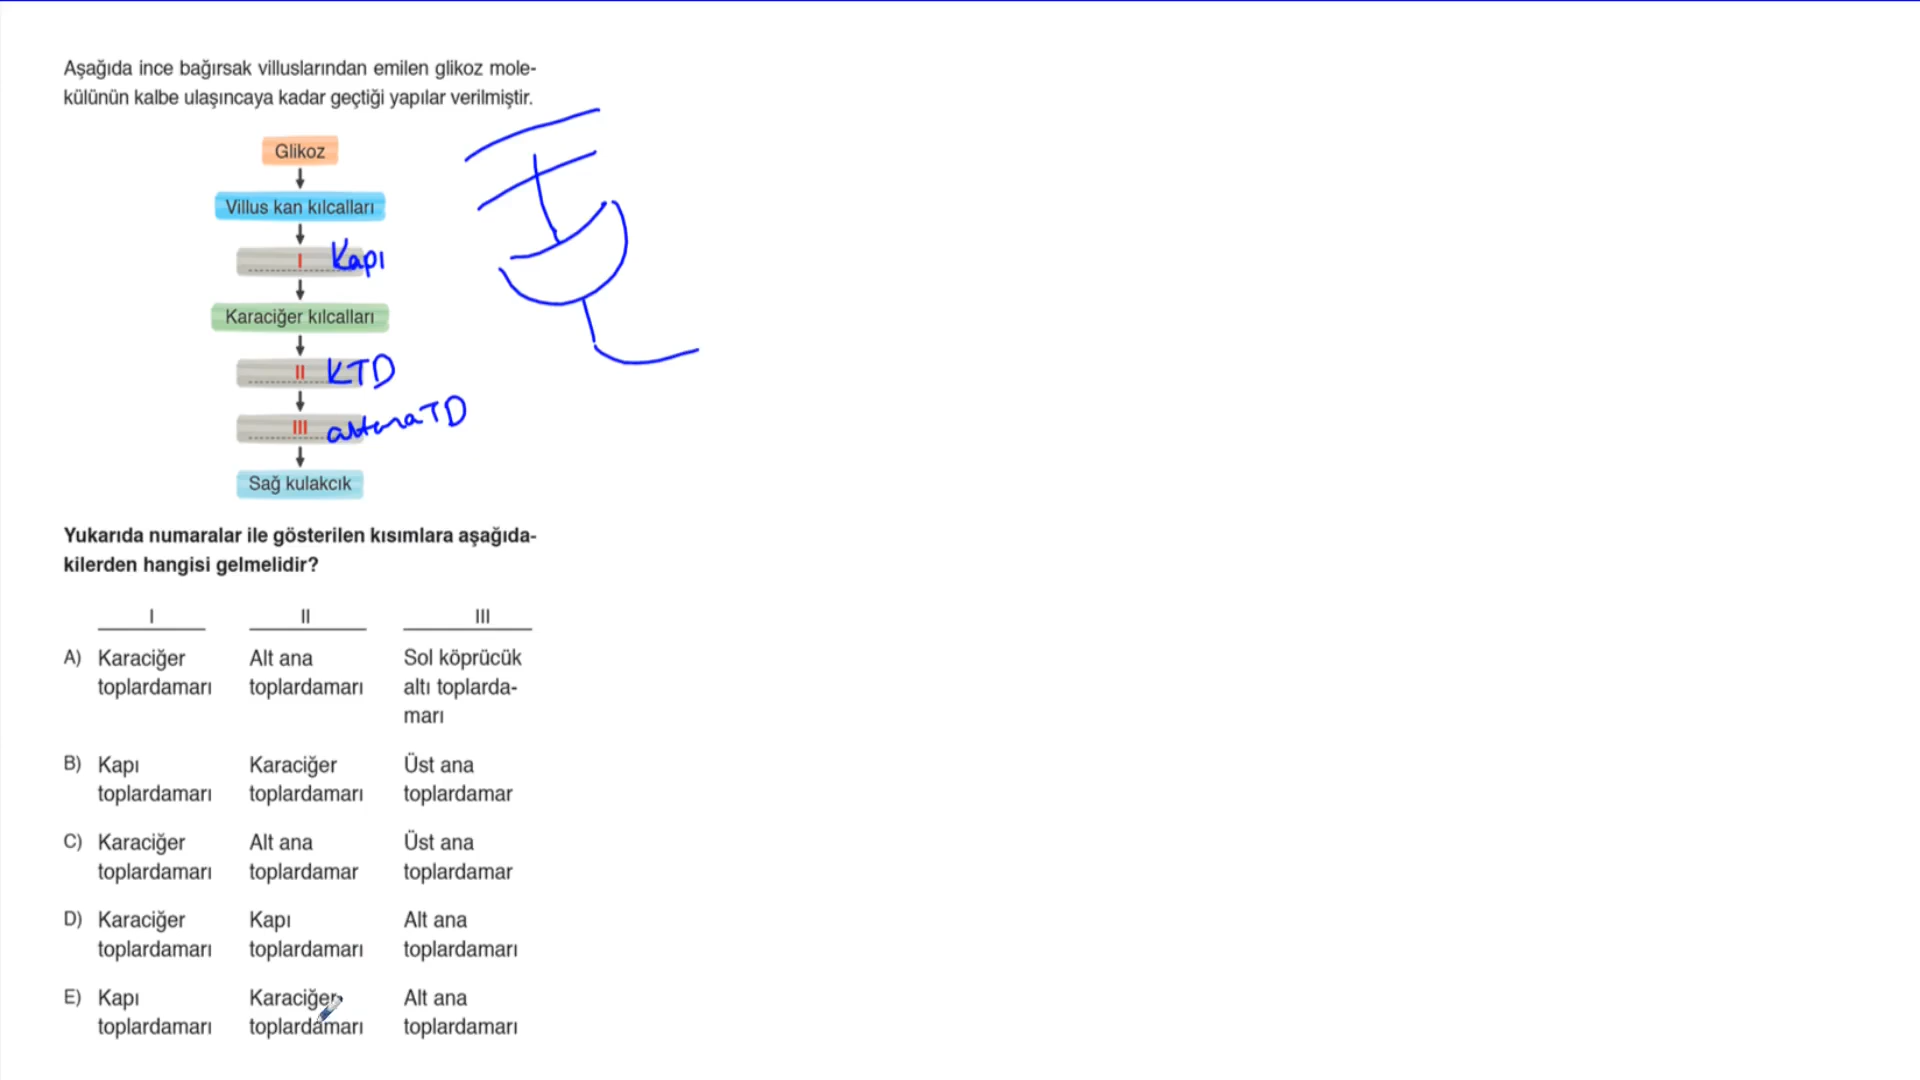 Aşağıda ince bağırsak villuslarından emilen glikoz mole-
külünün kalbe ulaşıncaya kadar geçtiği yapılar verilmiştir.
Glikoz
Villus kan kılcalları
I Kapı
Karaciğer kılcalları
II KTD
III altanaTD
Sağ kulakcık
Yukarıda numaralar ile gösterilen kısımlara aşağıda-
kilerden hangisi gelmelidir?
I II III
A) Karaciğer Alt ana Sol köprücük
toplardamarı toplardamarı altı toplarda-
marı
B) Kapı Karaciğer Üst ana
toplardamarı toplardamarı toplardamar
C) Karaciğer Alt ana Üst ana
toplardamarı toplardamar toplardamar
D) Karaciğer Kapı Alt ana
toplardamarı toplardamarı toplardamarı
E) Kapı Karaciğer Alt ana
toplardamarı toplardamarı toplardamarı